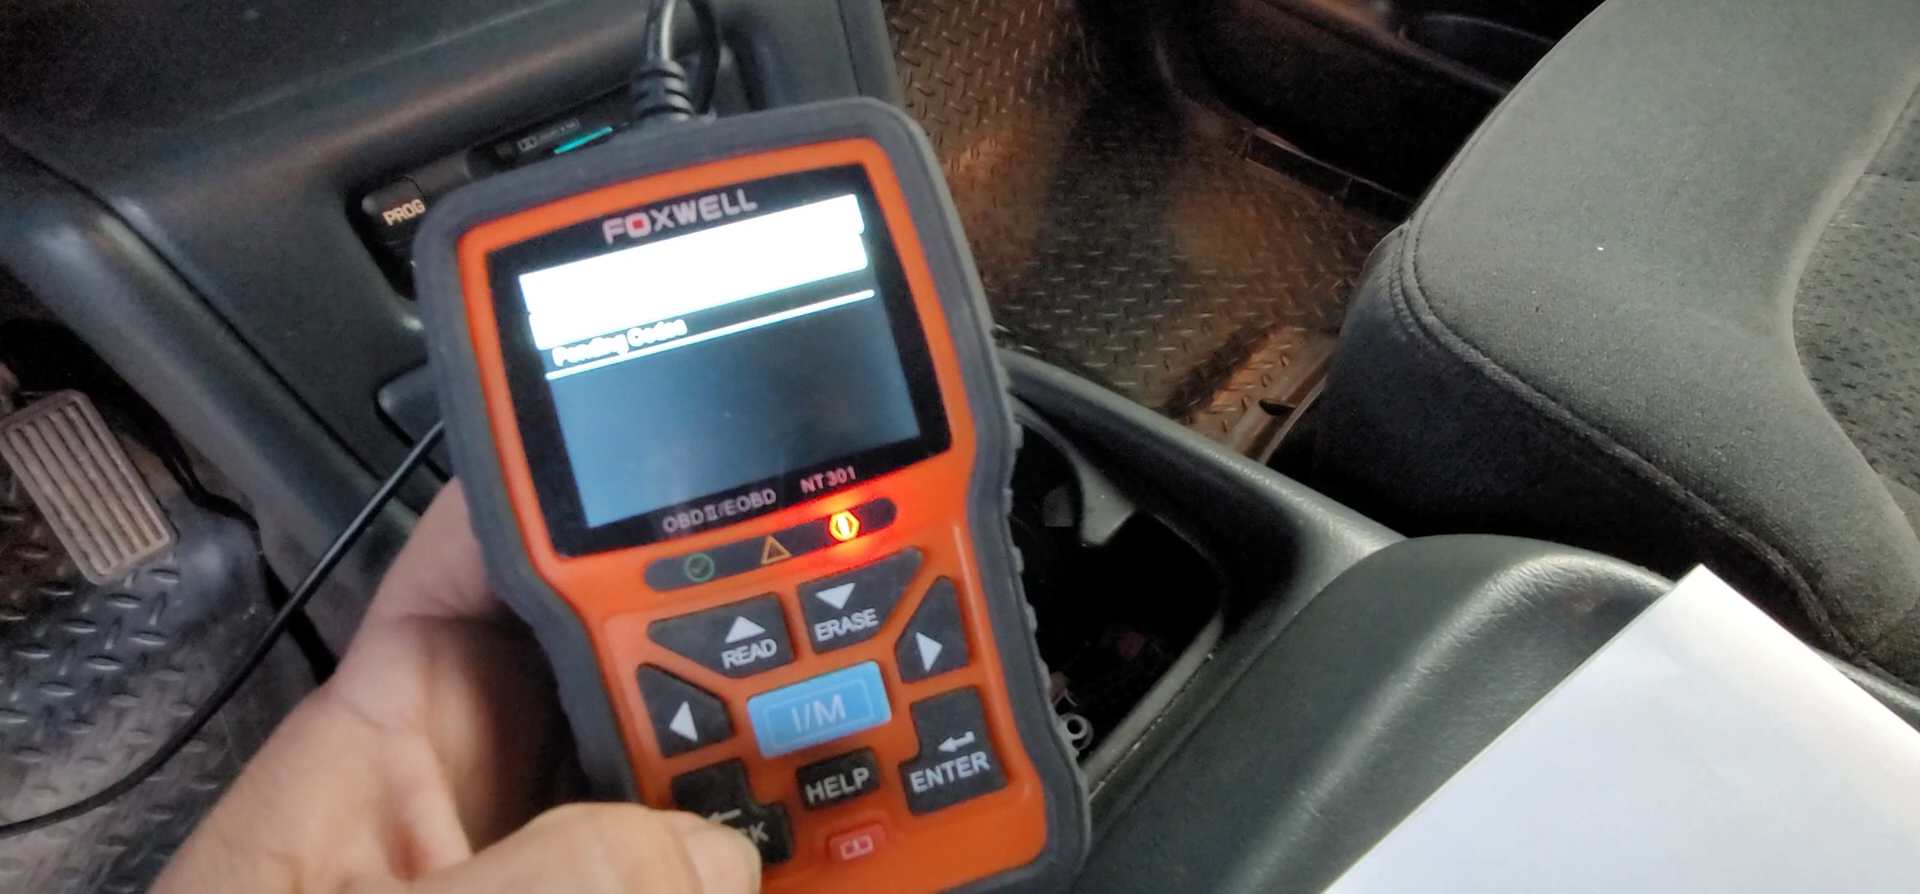 PROG
FOXWELL
Pending Codes
OBDII/EOBD NT301
READ
ERASE
I/M
HELP
ENTER